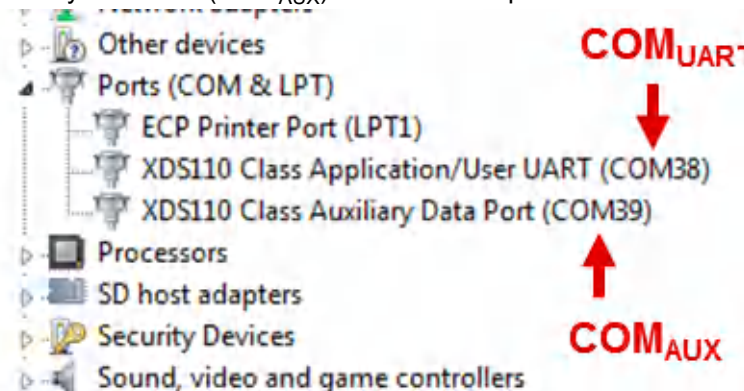 Other devices
COMUART
Ports (COM & LPT)
ECP Printer Port (LPT1)
XDS110 Class Application/User UART (COM38)
XDS110 Class Auxiliary Data Port (COM39)
Processors
SD host adapters
Security Devices
COMAUX
Sound, video and game controllers